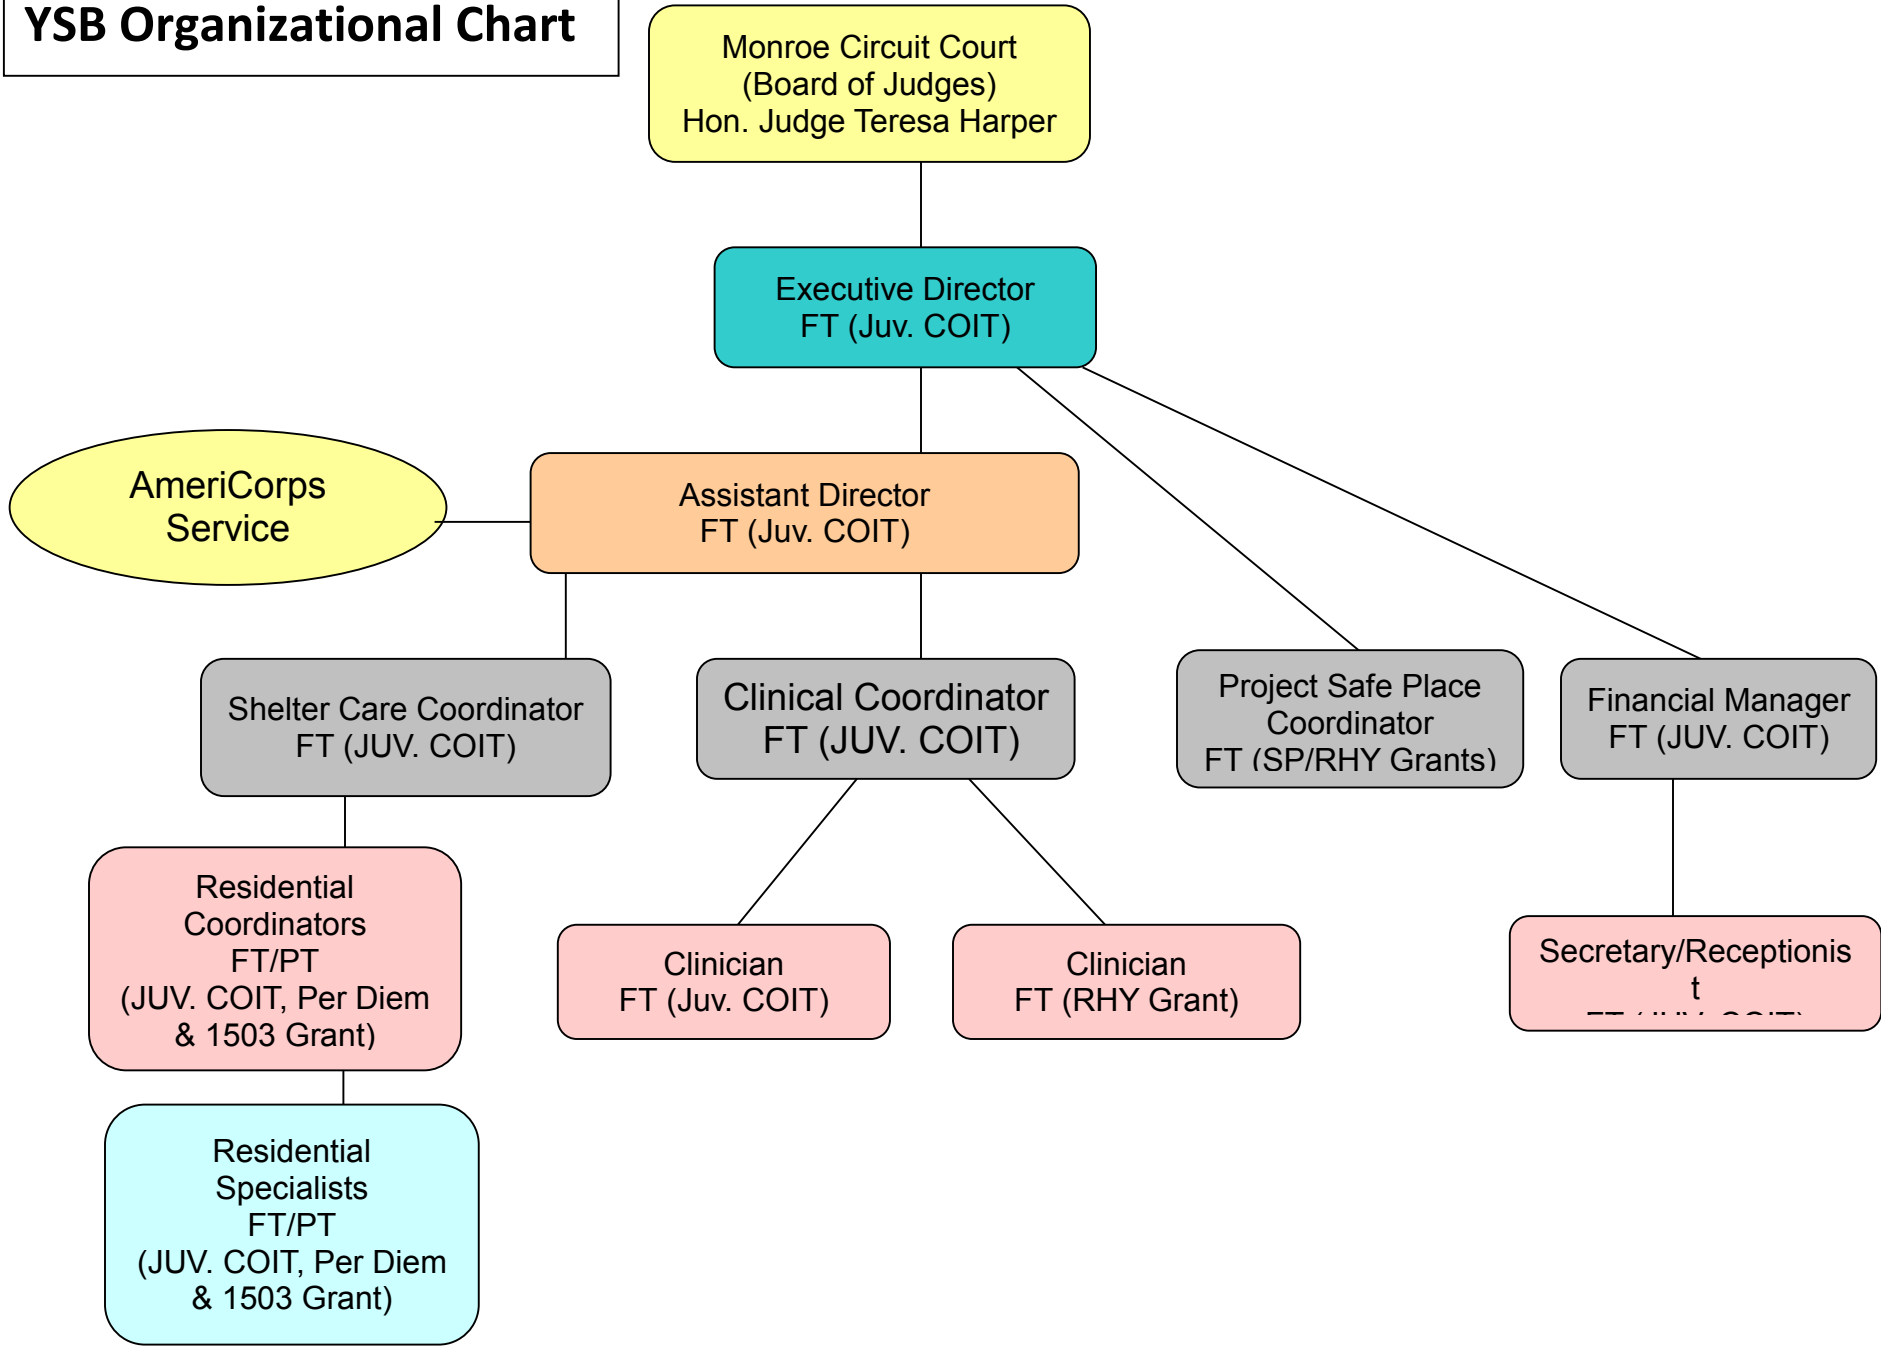 YSB Organizational Chart
Monroe Circuit Court
(Board of Judges)
Hon. Judge Teresa Harper
Executive Director
FT (Juv. COIT)
AmeriCorps
Service
Assistant Director
FT (Juv. COIT)
Shelter Care Coordinator
FT (JUV. COIT)
Clinical Coordinator
FT (JUV. COIT)
Project Safe Place
Coordinator
FT (SP/RHY Grants)
Financial Manager
FT (JUV. COIT)
Residential
Coordinators
FT/PT
(JUV. COIT, Per Diem
& 1503 Grant)
Clinician
FT (Juv. COIT)
Clinician
FT (RHY Grant)
Secretary/Receptionis
t
Residential
Specialists
FT/PT
(JUV. COIT, Per Diem
& 1503 Grant)